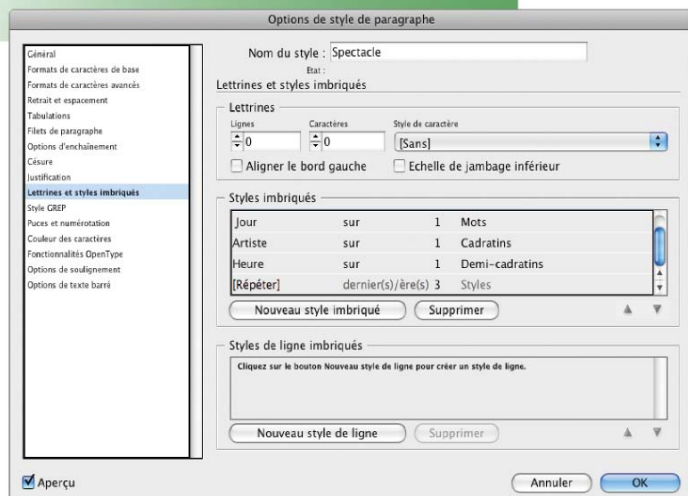 Options de style de paragraphe
Général
Formats de caractères de base
Formats de caractères avancés
Retrait et espacement
Tabulations
Filets de paragraphe
Options d'enchaînement
Césure
Justification
Lettrines et styles imbriqués
Style GREP
Puces et numérotation
Couleur des caractères
Fonctionnalités OpenType
Options de soulignement
Options de texte barré
Nom du style : Spectacle
Etat :
Lettrines et styles imbriqués
Lettrines
Lignes Caractères Style de caractère
0 0 [Sans]
Aligner le bord gauche Echelle de jambage inférieur
Styles imbriqués
Jour sur 1 Mots
Artiste sur 1 Cadratins
Heure sur 1 Demi-cadratins
[Répéter] dernier(s)/ère(s) 3 Styles
Nouveau style imbriqué Supprimer
Styles de ligne imbriqués
Cliquez sur le bouton Nouveau style de ligne pour créer un style de ligne.
Nouveau style de ligne Supprimer
Aperçu Annuler OK